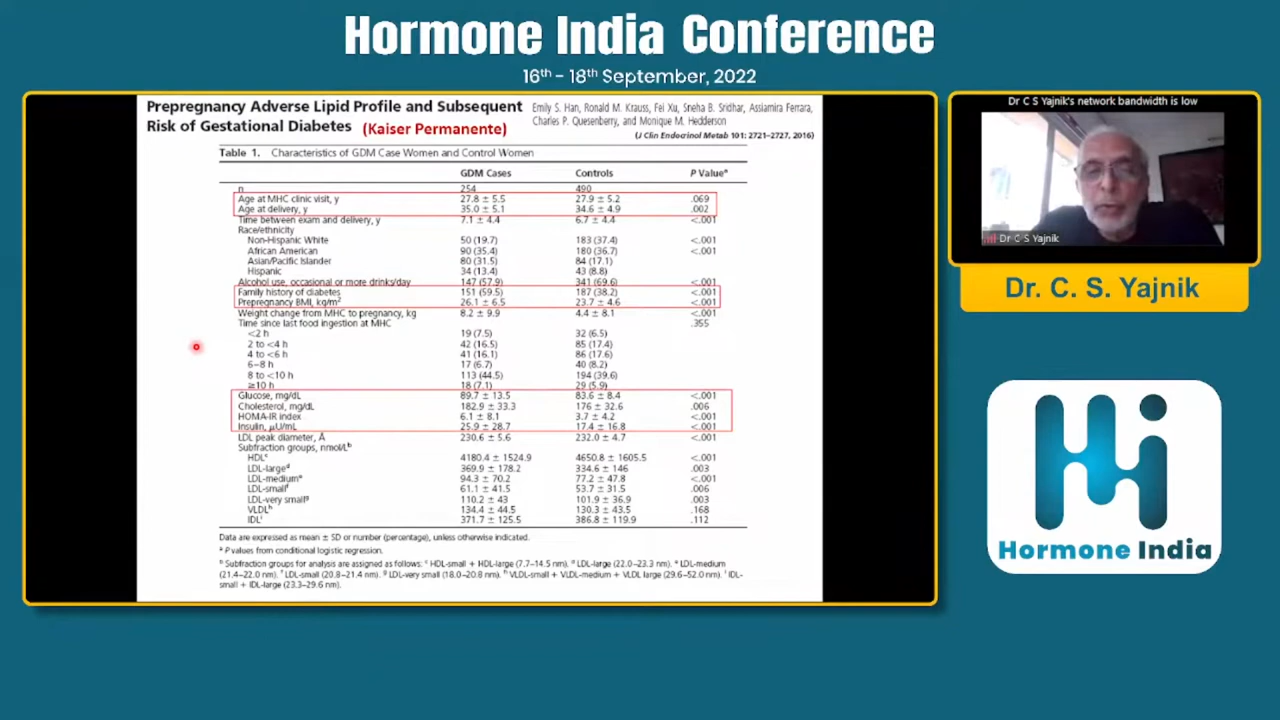 Hormone India Conference
16th - 18th September, 2022
Prepregnancy Adverse Lipid Profile and Subsequent
Risk of Gestational Diabetes (Kaiser Permanente)
Emily S. Han, Ronald M. Krauss, Fei Xu, Sneha B. Sridhar, Assiamira Ferrara,
Charles P. Quesenberry, and Monique M. Hedderson
(J Clin Endocrinol Metab 101: 2721–2727, 2016)
Table 1. Characteristics of GDM Case Women and Control Women
GDM Cases Controls P Valueᵃ
n 254 490
Age at MHC clinic visit, y 27.8 ± 5.5 27.9 ± 5.2 .069
Age at delivery, y 35.0 ± 5.1 34.6 ± 4.9 .002
Time between exam and delivery, y 7.1 ± 4.4 6.7 ± 4.4 <.001
Race/ethnicity
Non-Hispanic White 50 (19.7) 183 (37.4) <.001
African American 90 (35.4) 180 (36.7) <.001
Asian/Pacific Islander 80 (31.5) 84 (17.1)
Hispanic 34 (13.4) 43 (8.8)
Alcohol use, occasional or more drinks/day 147 (57.9) 341 (69.6) <.001
Family history of diabetes 151 (59.5) 187 (38.2) <.001
Prepregnancy BMI, kg/m² 26.1 ± 6.5 23.7 ± 4.6 <.001
Weight change from MHC to pregnancy, kg 8.2 ± 9.9 4.4 ± 8.1 <.001
Time since last food ingestion at MHC .355
<2 h 19 (7.5) 32 (6.5)
2 to <4 h 42 (16.5) 85 (17.4)
4 to <6 h 41 (16.1) 86 (17.6)
6–8 h 17 (6.7) 40 (8.2)
8 to <10 h 113 (44.5) 194 (39.6)
≥10 h 18 (7.1) 29 (5.9)
Glucose, mg/dL 89.7 ± 13.5 83.6 ± 8.4 <.001
Cholesterol, mg/dL 182.9 ± 33.3 176 ± 32.6 .006
HOMA-IR index 6.1 ± 8.1 3.7 ± 4.2 <.001
Insulin, μU/mL 25.9 ± 28.7 17.4 ± 16.8 <.001
LDL peak diameter, Å 230.6 ± 5.6 232.0 ± 4.7 <.001
Subfraction groups, nmol/Lᵇ
HDLᶜ 4180.4 ± 1524.9 4650.8 ± 1605.5 <.001
LDL-largeᵈ 369.9 ± 178.2 334.6 ± 146 .003
LDL-mediumᵉ 94.3 ± 70.2 77.2 ± 47.8 <.001
LDL-smallᶠ 61.1 ± 41.5 53.7 ± 31.5 .006
LDL-very smallᵍ 110.2 ± 43 101.9 ± 36.9 .003
VLDLʰ 134.4 ± 44.5 130.3 ± 43.5 .168
IDLⁱ 371.7 ± 125.5 386.8 ± 119.9 .112
Data are expressed as mean ± SD or number (percentage), unless otherwise indicated.
ᵃ P values from conditional logistic regression.
ᵇ Subfraction groups for analysis are assigned as follows: ᶜ HDL-small + HDL-large (7.7–14.5 nm). ᵈ LDL-large (22.0–23.3 nm). ᵉ LDL-medium
(21.4–22.0 nm). ᶠ LDL-small (20.8–21.4 nm). ᵍ LDL-very small (18.0–20.8 nm). ʰ VLDL-small + VLDL-medium + VLDL large (29.6–52.0 nm). ⁱ IDL-
small + IDL-large (23.3–29.6 nm).
Dr C S Yajnik's network bandwidth is low
Dr C S Yajnik
Dr. C. S. Yajnik
Hormone India